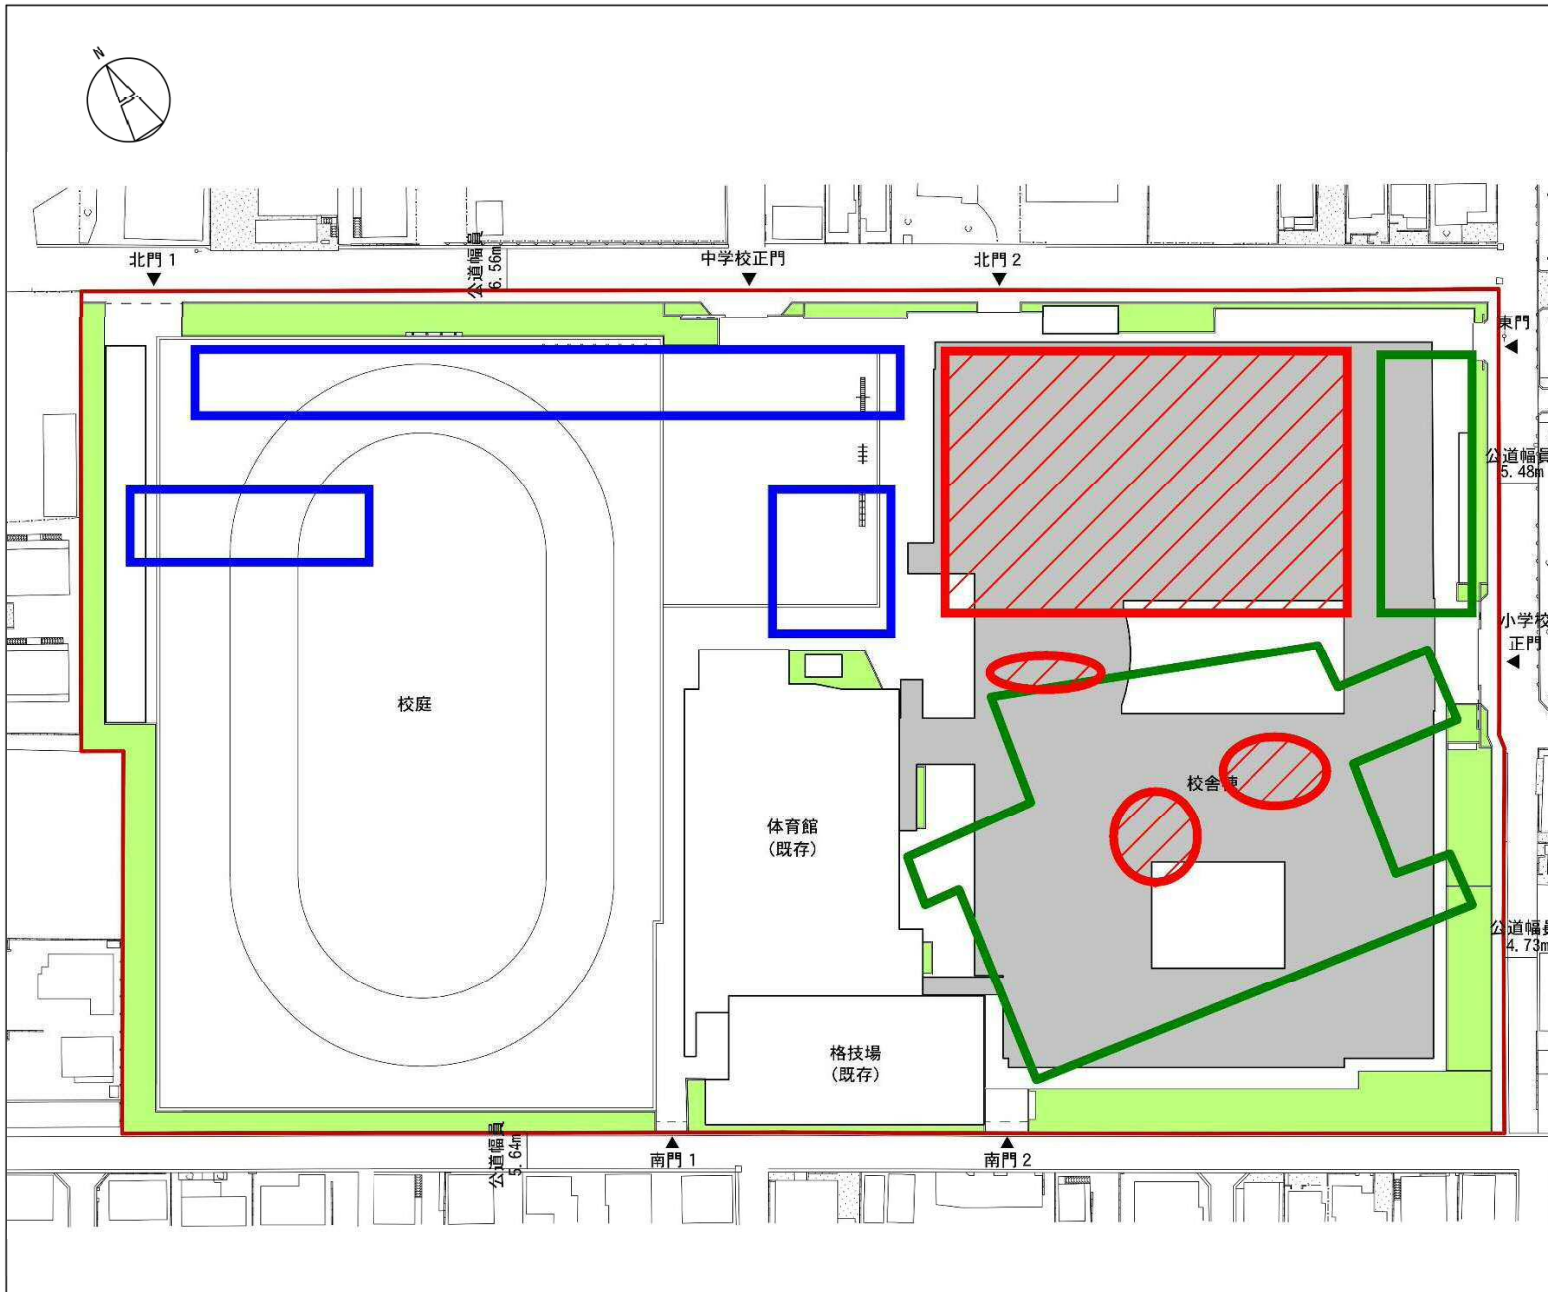 N
北門 1
公道幅員
6.56m
中学校正門
北門 2
東門
公道幅員
5.48m
小学校
正門
校庭
校舎棟
体育館
（既存）
公道幅員
4.73m
格技場
（既存）
公道幅員
5.64m
南門 1
南門 2